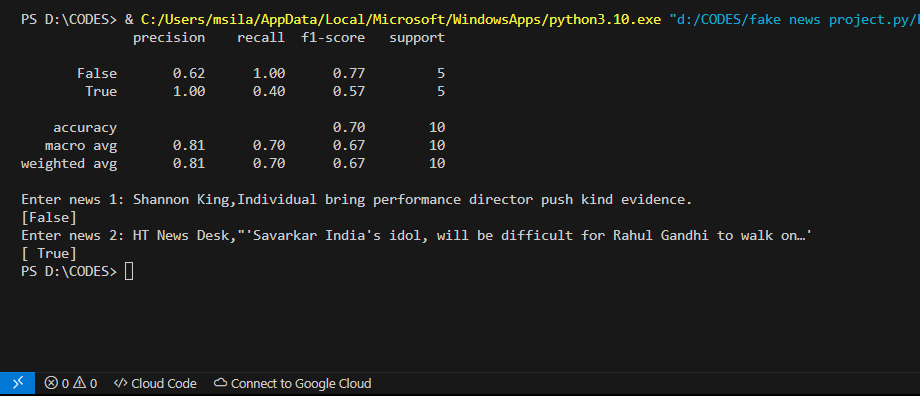 PS D:\CODES> & C:/Users/msila/AppData/Local/Microsoft/WindowsApps/python3.10.exe "d:/CODES/fake news project.py/
precision recall f1-score support
False 0.62 1.00 0.77 5
True 1.00 0.40 0.57 5
accuracy 0.70 10
macro avg 0.81 0.70 0.67 10
weighted avg 0.81 0.70 0.67 10
Enter news 1: Shannon King,Individual bring performance director push kind evidence.
[False]
Enter news 2: HT News Desk,"'Savarkar India's idol, will be difficult for Rahul Gandhi to walk on…'
[ True]
PS D:\CODES>
0 0 Cloud Code Connect to Google Cloud